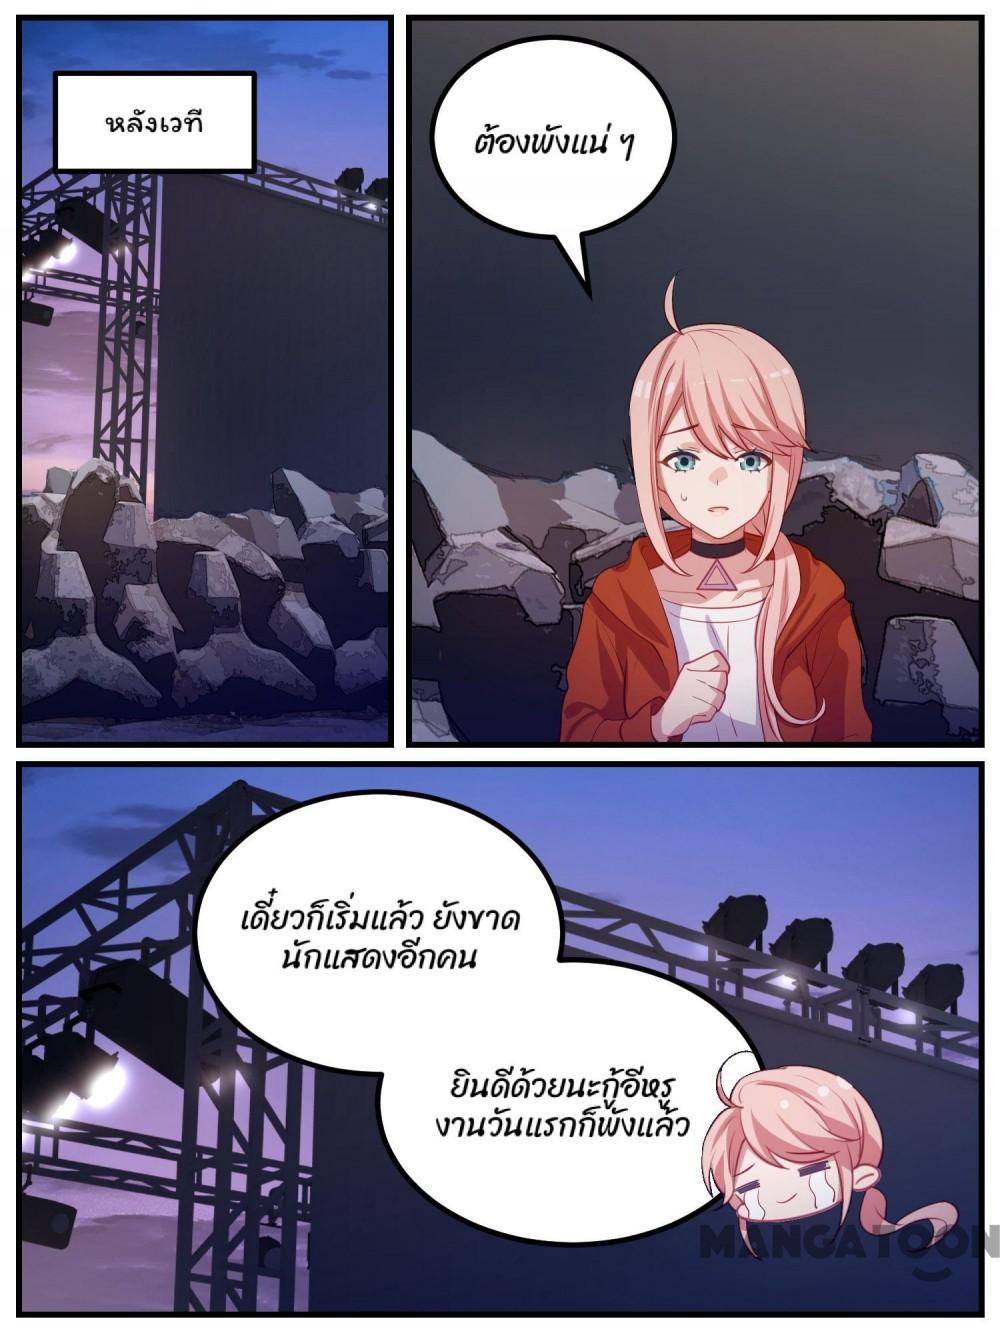 หลังเวที
ต้องพังแน่ ๆ
เดี๋ยวก็เริ่มแล้ว ยังขาด
นักแสดงอีกคน
ยินดีด้วยนะกู้อีหรู
งานวันแรกก็พังแล้ว
MANGATOON